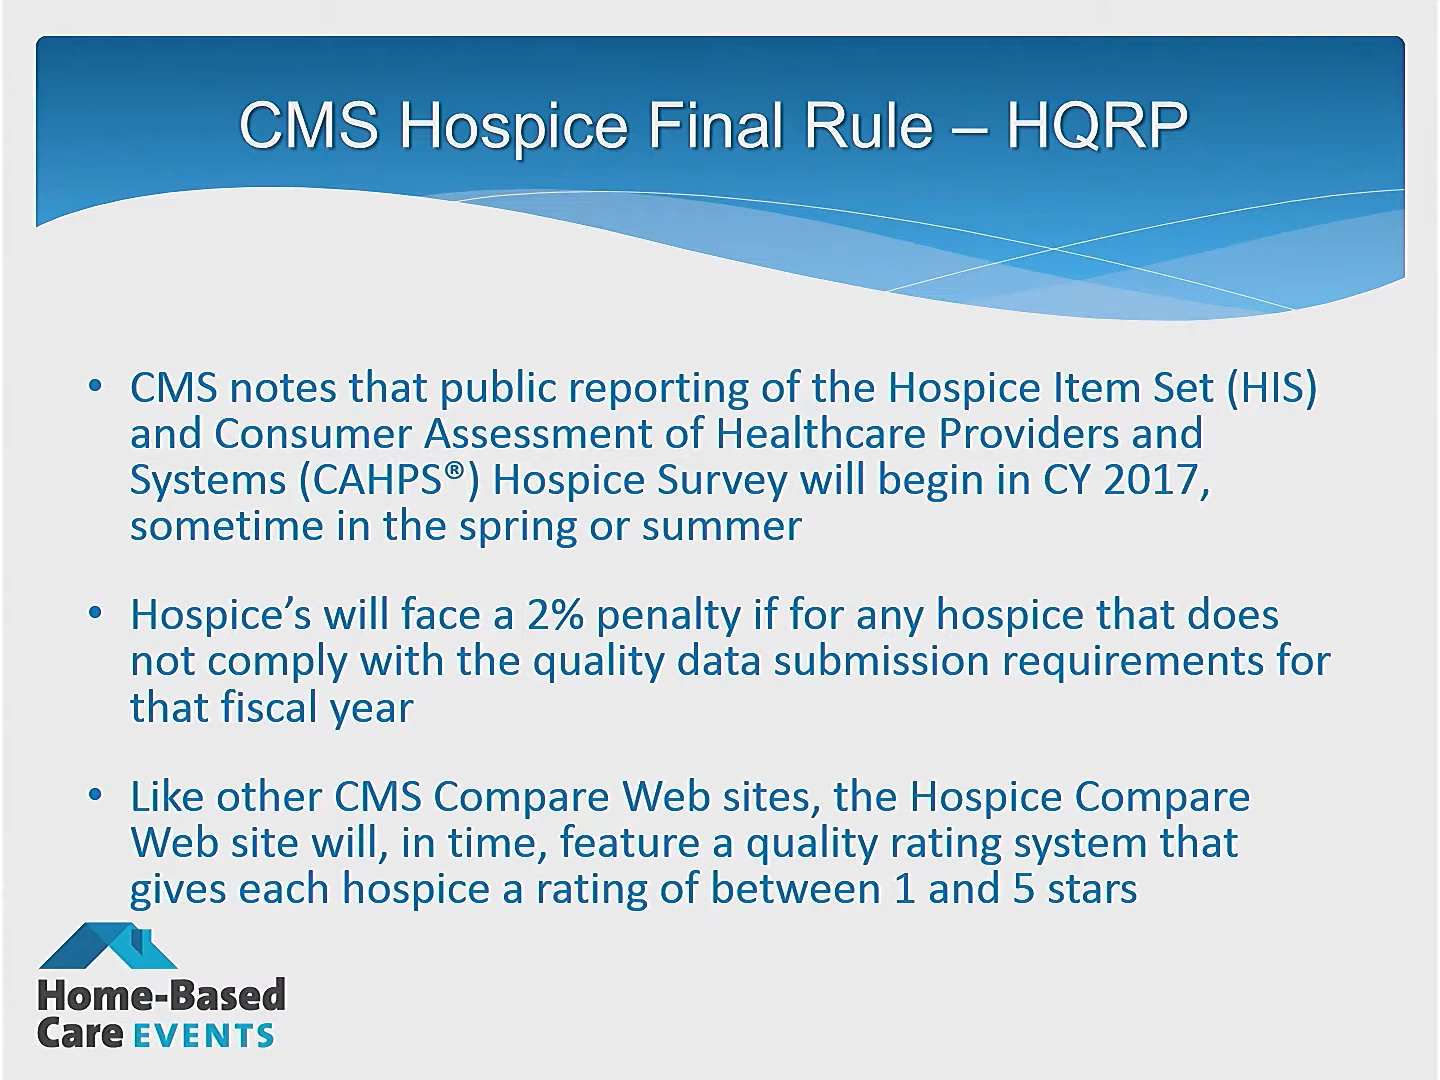 CMS Hospice Final Rule – HQRP
• CMS notes that public reporting of the Hospice Item Set (HIS)
and Consumer Assessment of Healthcare Providers and
Systems (CAHPS®) Hospice Survey will begin in CY 2017,
sometime in the spring or summer
• Hospice’s will face a 2% penalty if for any hospice that does
not comply with the quality data submission requirements for
that fiscal year
• Like other CMS Compare Web sites, the Hospice Compare
Web site will, in time, feature a quality rating system that
gives each hospice a rating of between 1 and 5 stars
Home-Based
Care EVENTS